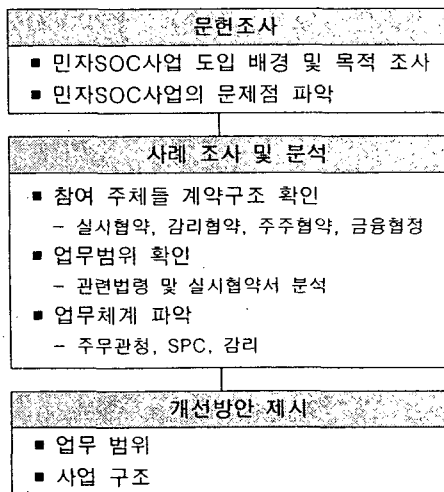 문헌조사
■ 민자SOC사업 도입 배경 및 목적 조사
■ 민자SOC사업의 문제점 파악
사례 조사 및 분석
■ 참여 주체들 계약구조 확인
– 실시협약, 감리협약, 주주협약, 금융협정
■ 업무범위 확인
– 관련법령 및 실시협약서 분석
■ 업무체계 파악
– 주무관청, SPC, 감리
개선방안 제시
■ 업무 범위
■ 사업 구조